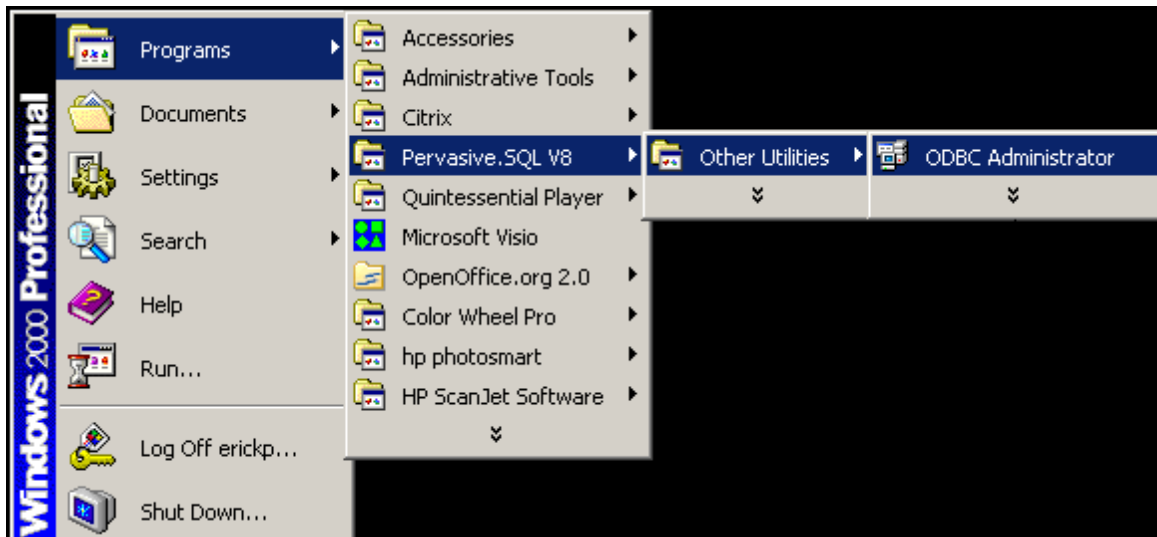 Windows 2000 Professional
Programs
Documents
Settings
Search
Help
Run...
Log Off erickp...
Shut Down...
Accessories
Administrative Tools
Citrix
Pervasive.SQL V8
Quintessential Player
Microsoft Visio
OpenOffice.org 2.0
Color Wheel Pro
hp photosmart
HP ScanJet Software
Other Utilities
ODBC Administrator